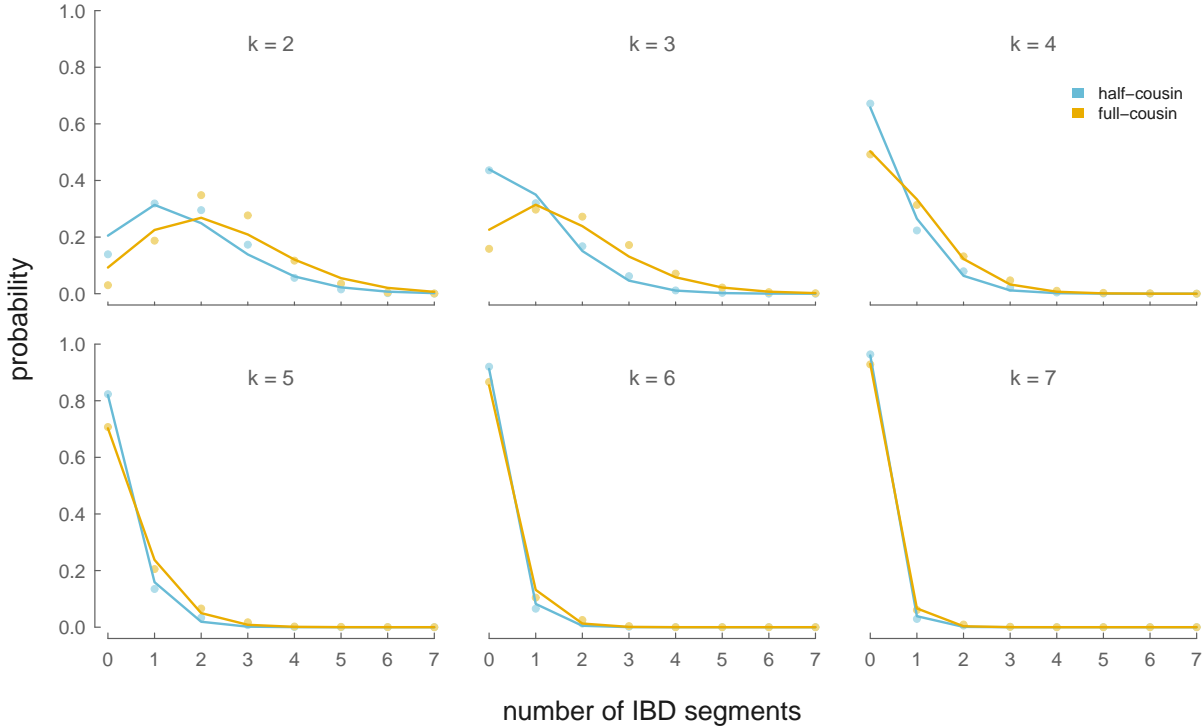 1.0
0.8
0.6
0.4
0.2
0.0
k = 2
k = 3
k = 4
half−cousin
full−cousin
probability
1.0
0.8
0.6
0.4
0.2
0.0
k = 5
k = 6
k = 7
0 1 2 3 4 5 6 7
0 1 2 3 4 5 6 7
0 1 2 3 4 5 6 7
number of IBD segments